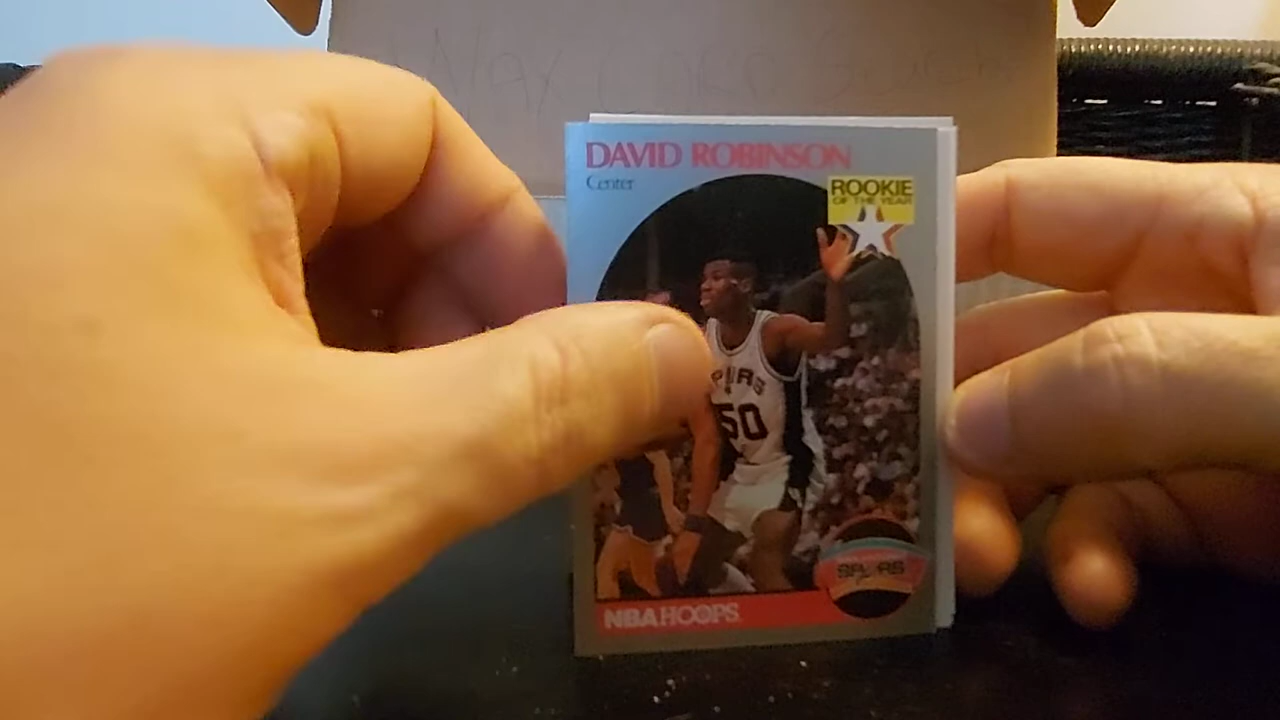 DAVID ROBINSON
Center
ROOKIE
OF THE YEAR
50
SPURS
NBA HOOPS